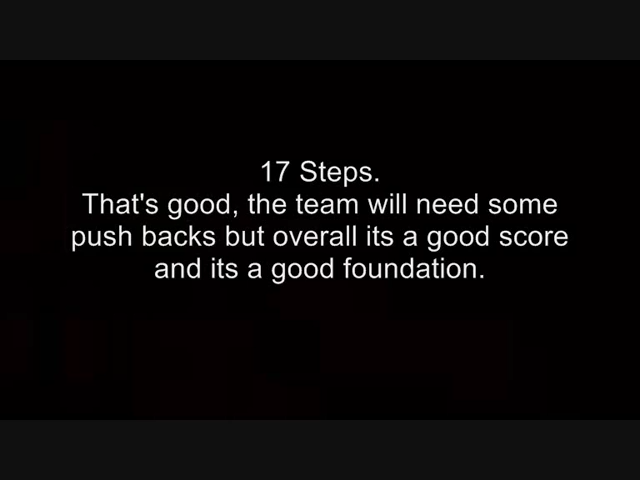 17 Steps.
That's good, the team will need some
push backs but overall its a good score
and its a good foundation.